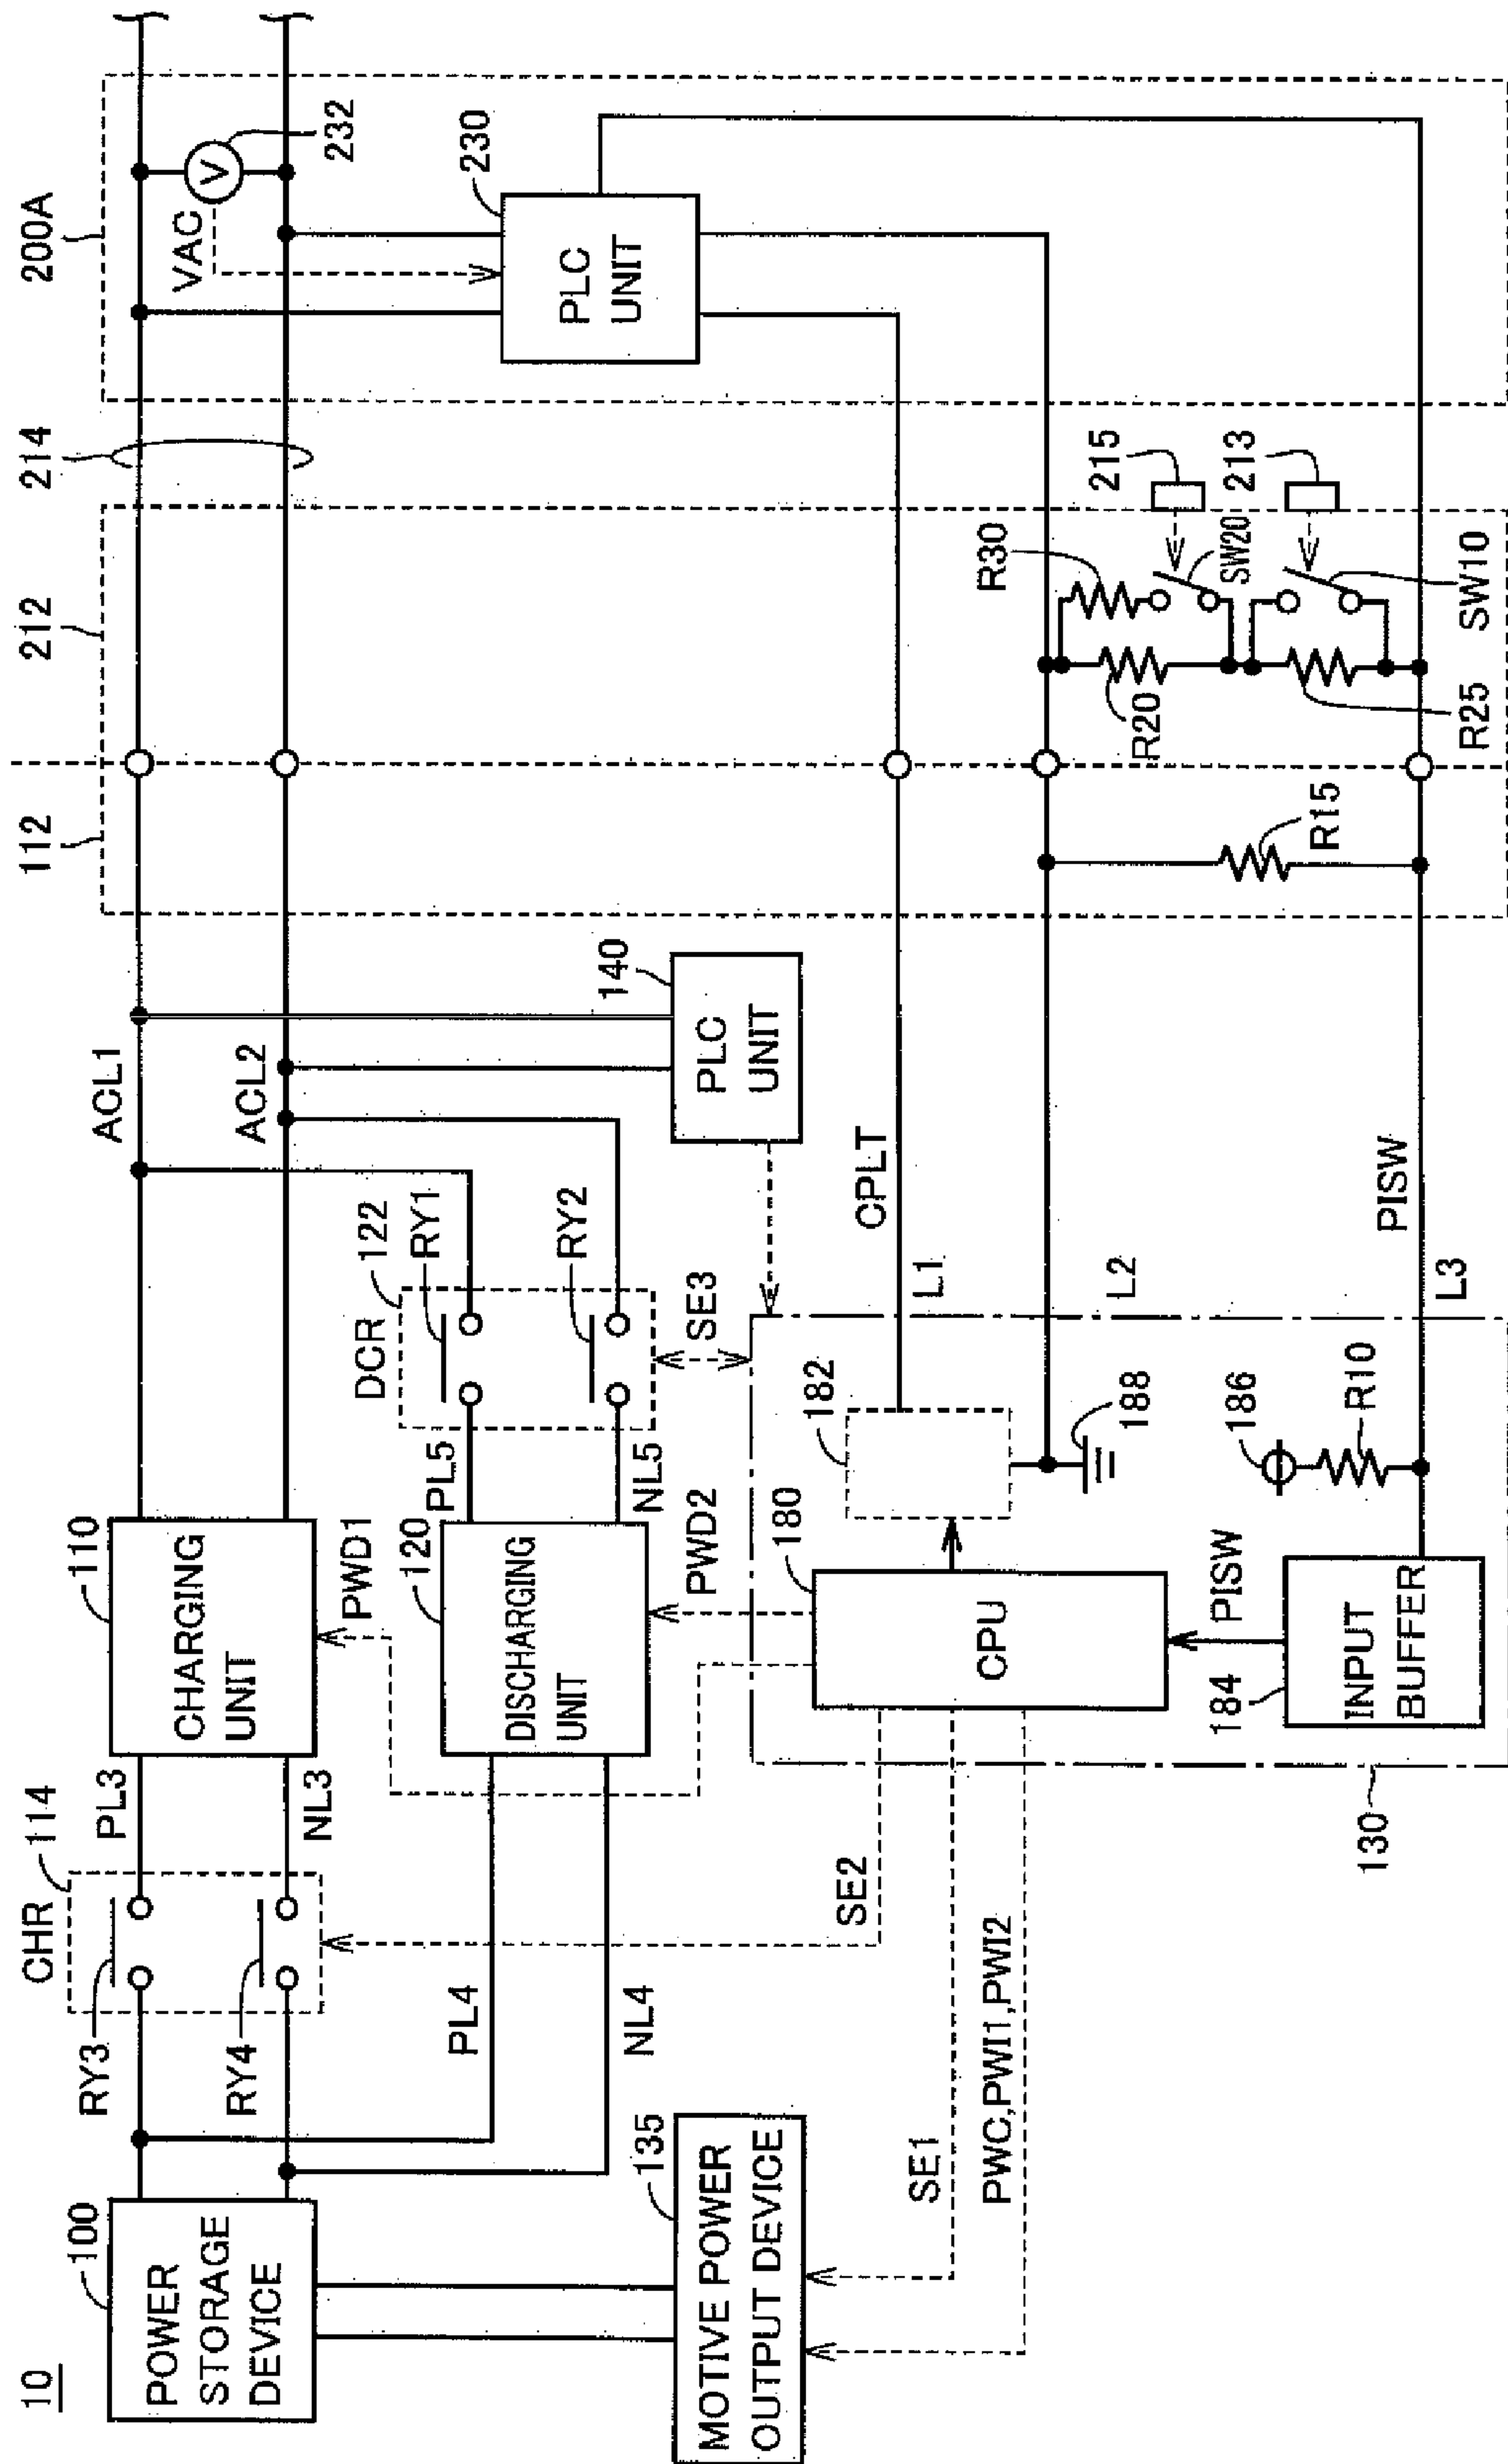 10
100
POWER
STORAGE
DEVICE
135
MOTIVE POWER
OUTPUT DEVICE
CHR
114
RY3
RY4
PL3
NL3
PL4
NL4
110
CHARGING
UNIT
PWD1
120
DISCHARGING
UNIT
PWD2
PL5
NL5
DCR
122
RY1
RY2
SE3
SE2
SE1
PWC,PWI1,PWI2
130
180
CPU
182
PISW
184
INPUT
BUFFER
186
R10
188
L1
L2
L3
CPLT
PISW
ACL1
ACL2
140
PLC
UNIT
112
R15
212
R20
R30
R25
SW20
SW10
215
213
214
200A
VAC
V
232
230
PLC
UNIT